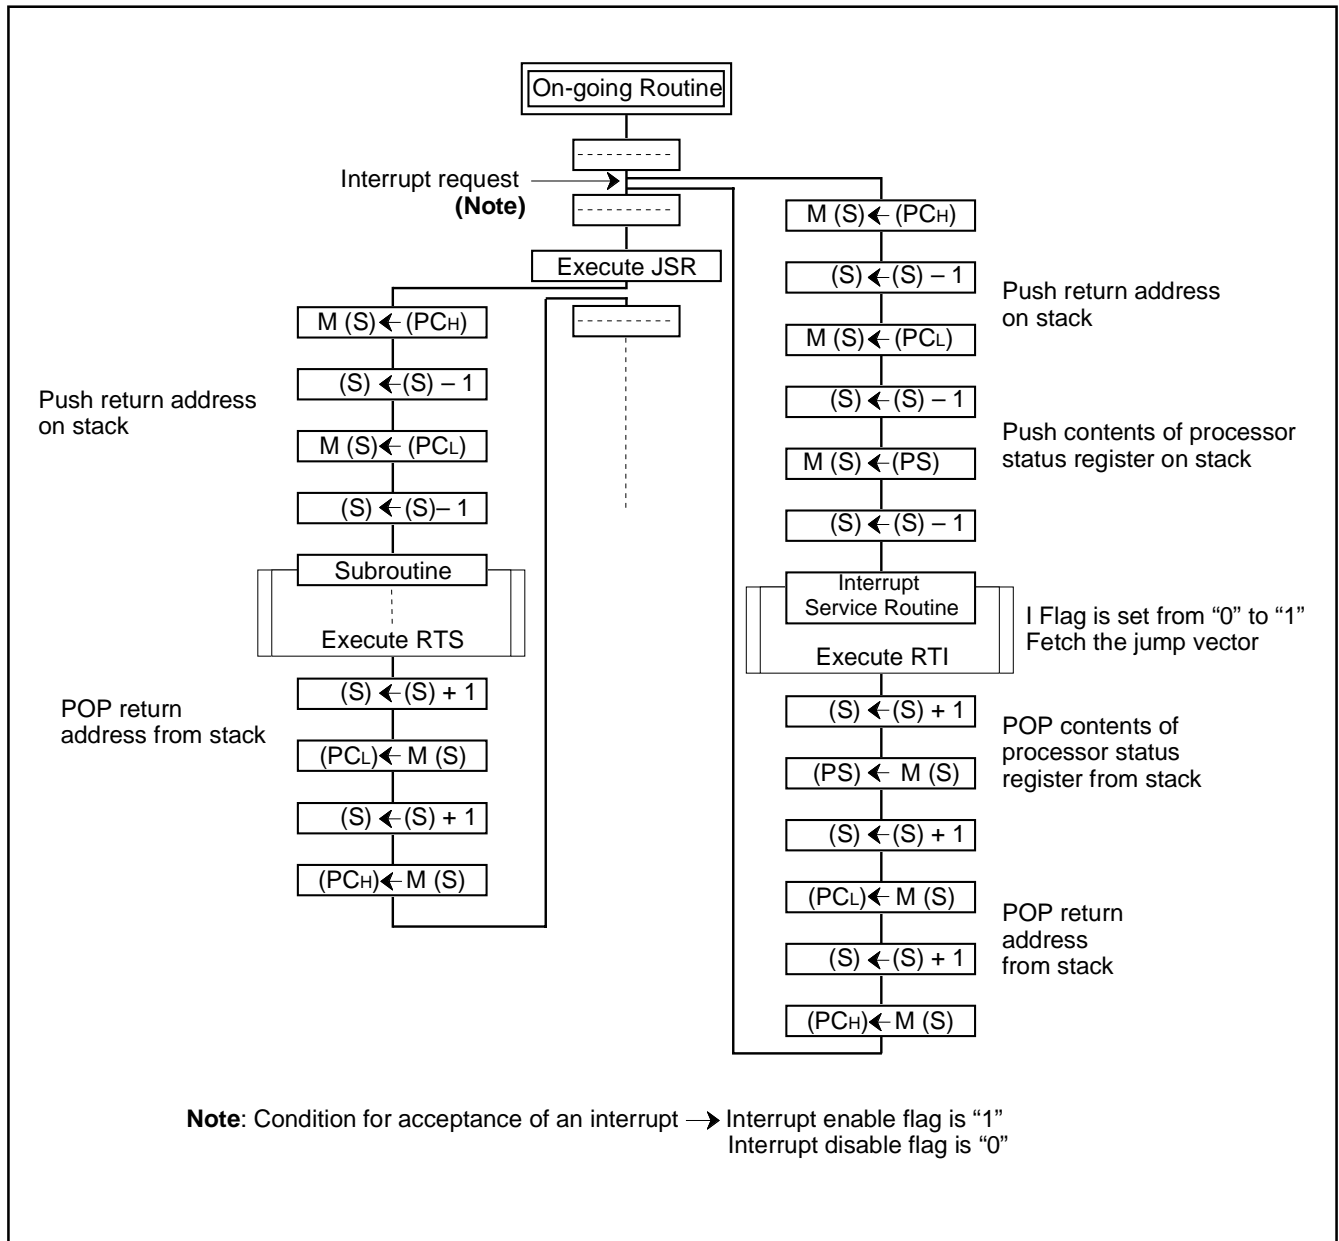 On-going Routine
Interrupt request
(Note)
Execute JSR
M (S) ← (PCH)
(S) ← (S) – 1
M (S) ← (PCL)
(S) ← (S) – 1
Push return address
on stack
Subroutine
Execute RTS
(S) ← (S) + 1
(PCL) ← M (S)
(S) ← (S) + 1
(PCH) ← M (S)
POP return
address from stack
M (S) ← (PCH)
(S) ← (S) – 1
M (S) ← (PCL)
(S) ← (S) – 1
M (S) ← (PS)
(S) ← (S) – 1
Push return address
on stack
Push contents of processor
status register on stack
Interrupt
Service Routine
Execute RTI
I Flag is set from “0” to “1”
Fetch the jump vector
(S) ← (S) + 1
(PS) ← M (S)
(S) ← (S) + 1
(PCL) ← M (S)
(S) ← (S) + 1
(PCH) ← M (S)
POP contents of
processor status
register from stack
POP return
address
from stack
Note: Condition for acceptance of an interrupt → Interrupt enable flag is “1”
Interrupt disable flag is “0”